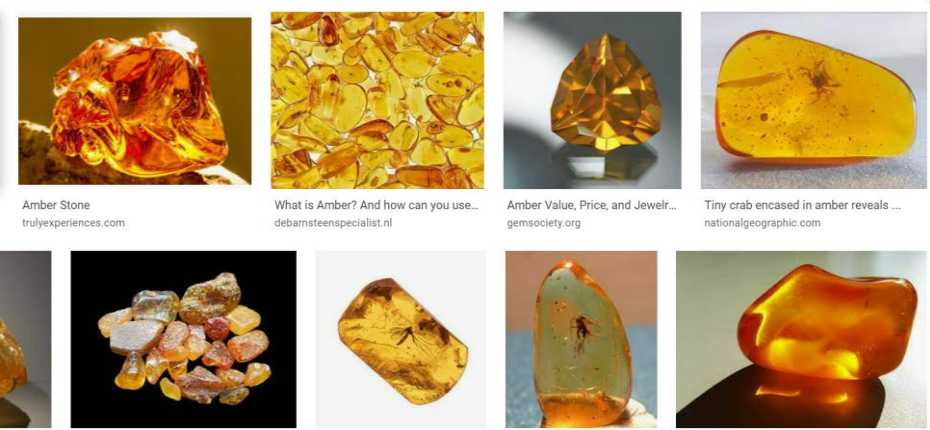 Amber Stone
trulyexperiences.com
What is Amber? And how can you use...
debarnsteenspecialist.nl
Amber Value, Price, and Jewelr...
gemsociety.org
Tiny crab encased in amber reveals ...
nationalgeographic.com